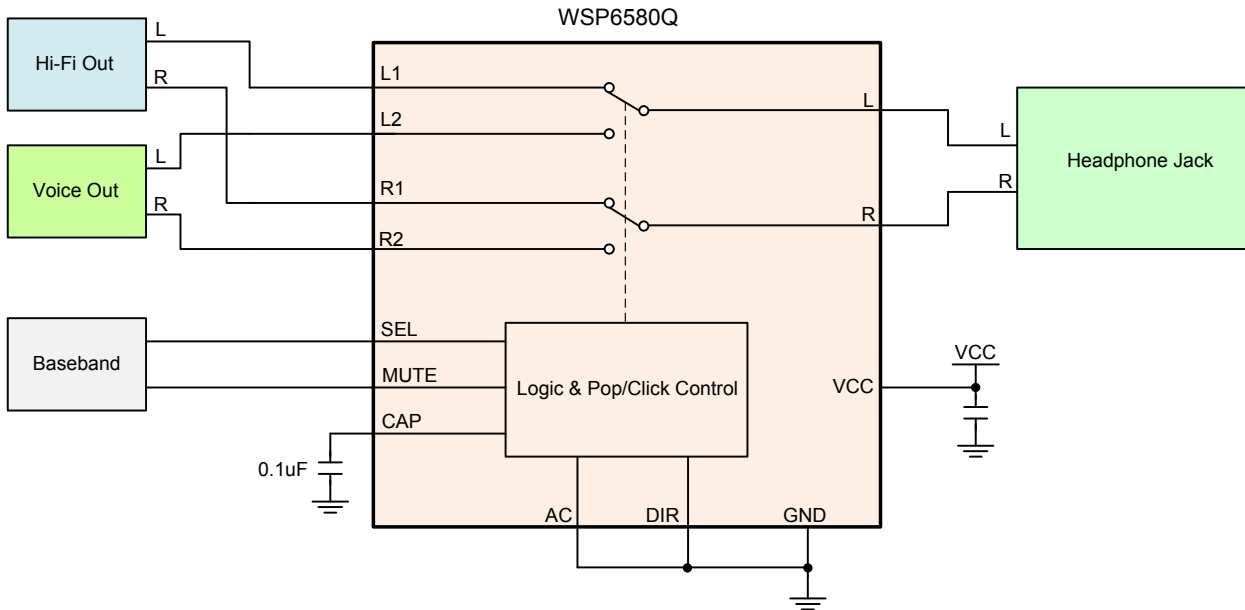 WSP6580Q
Hi-Fi Out
L
R
Voice Out
L
R
Baseband
L1
L2
R1
R2
SEL
MUTE
CAP
0.1uF
Logic & Pop/Click Control
AC
DIR
GND
L
R
VCC
VCC
L
R
Headphone Jack